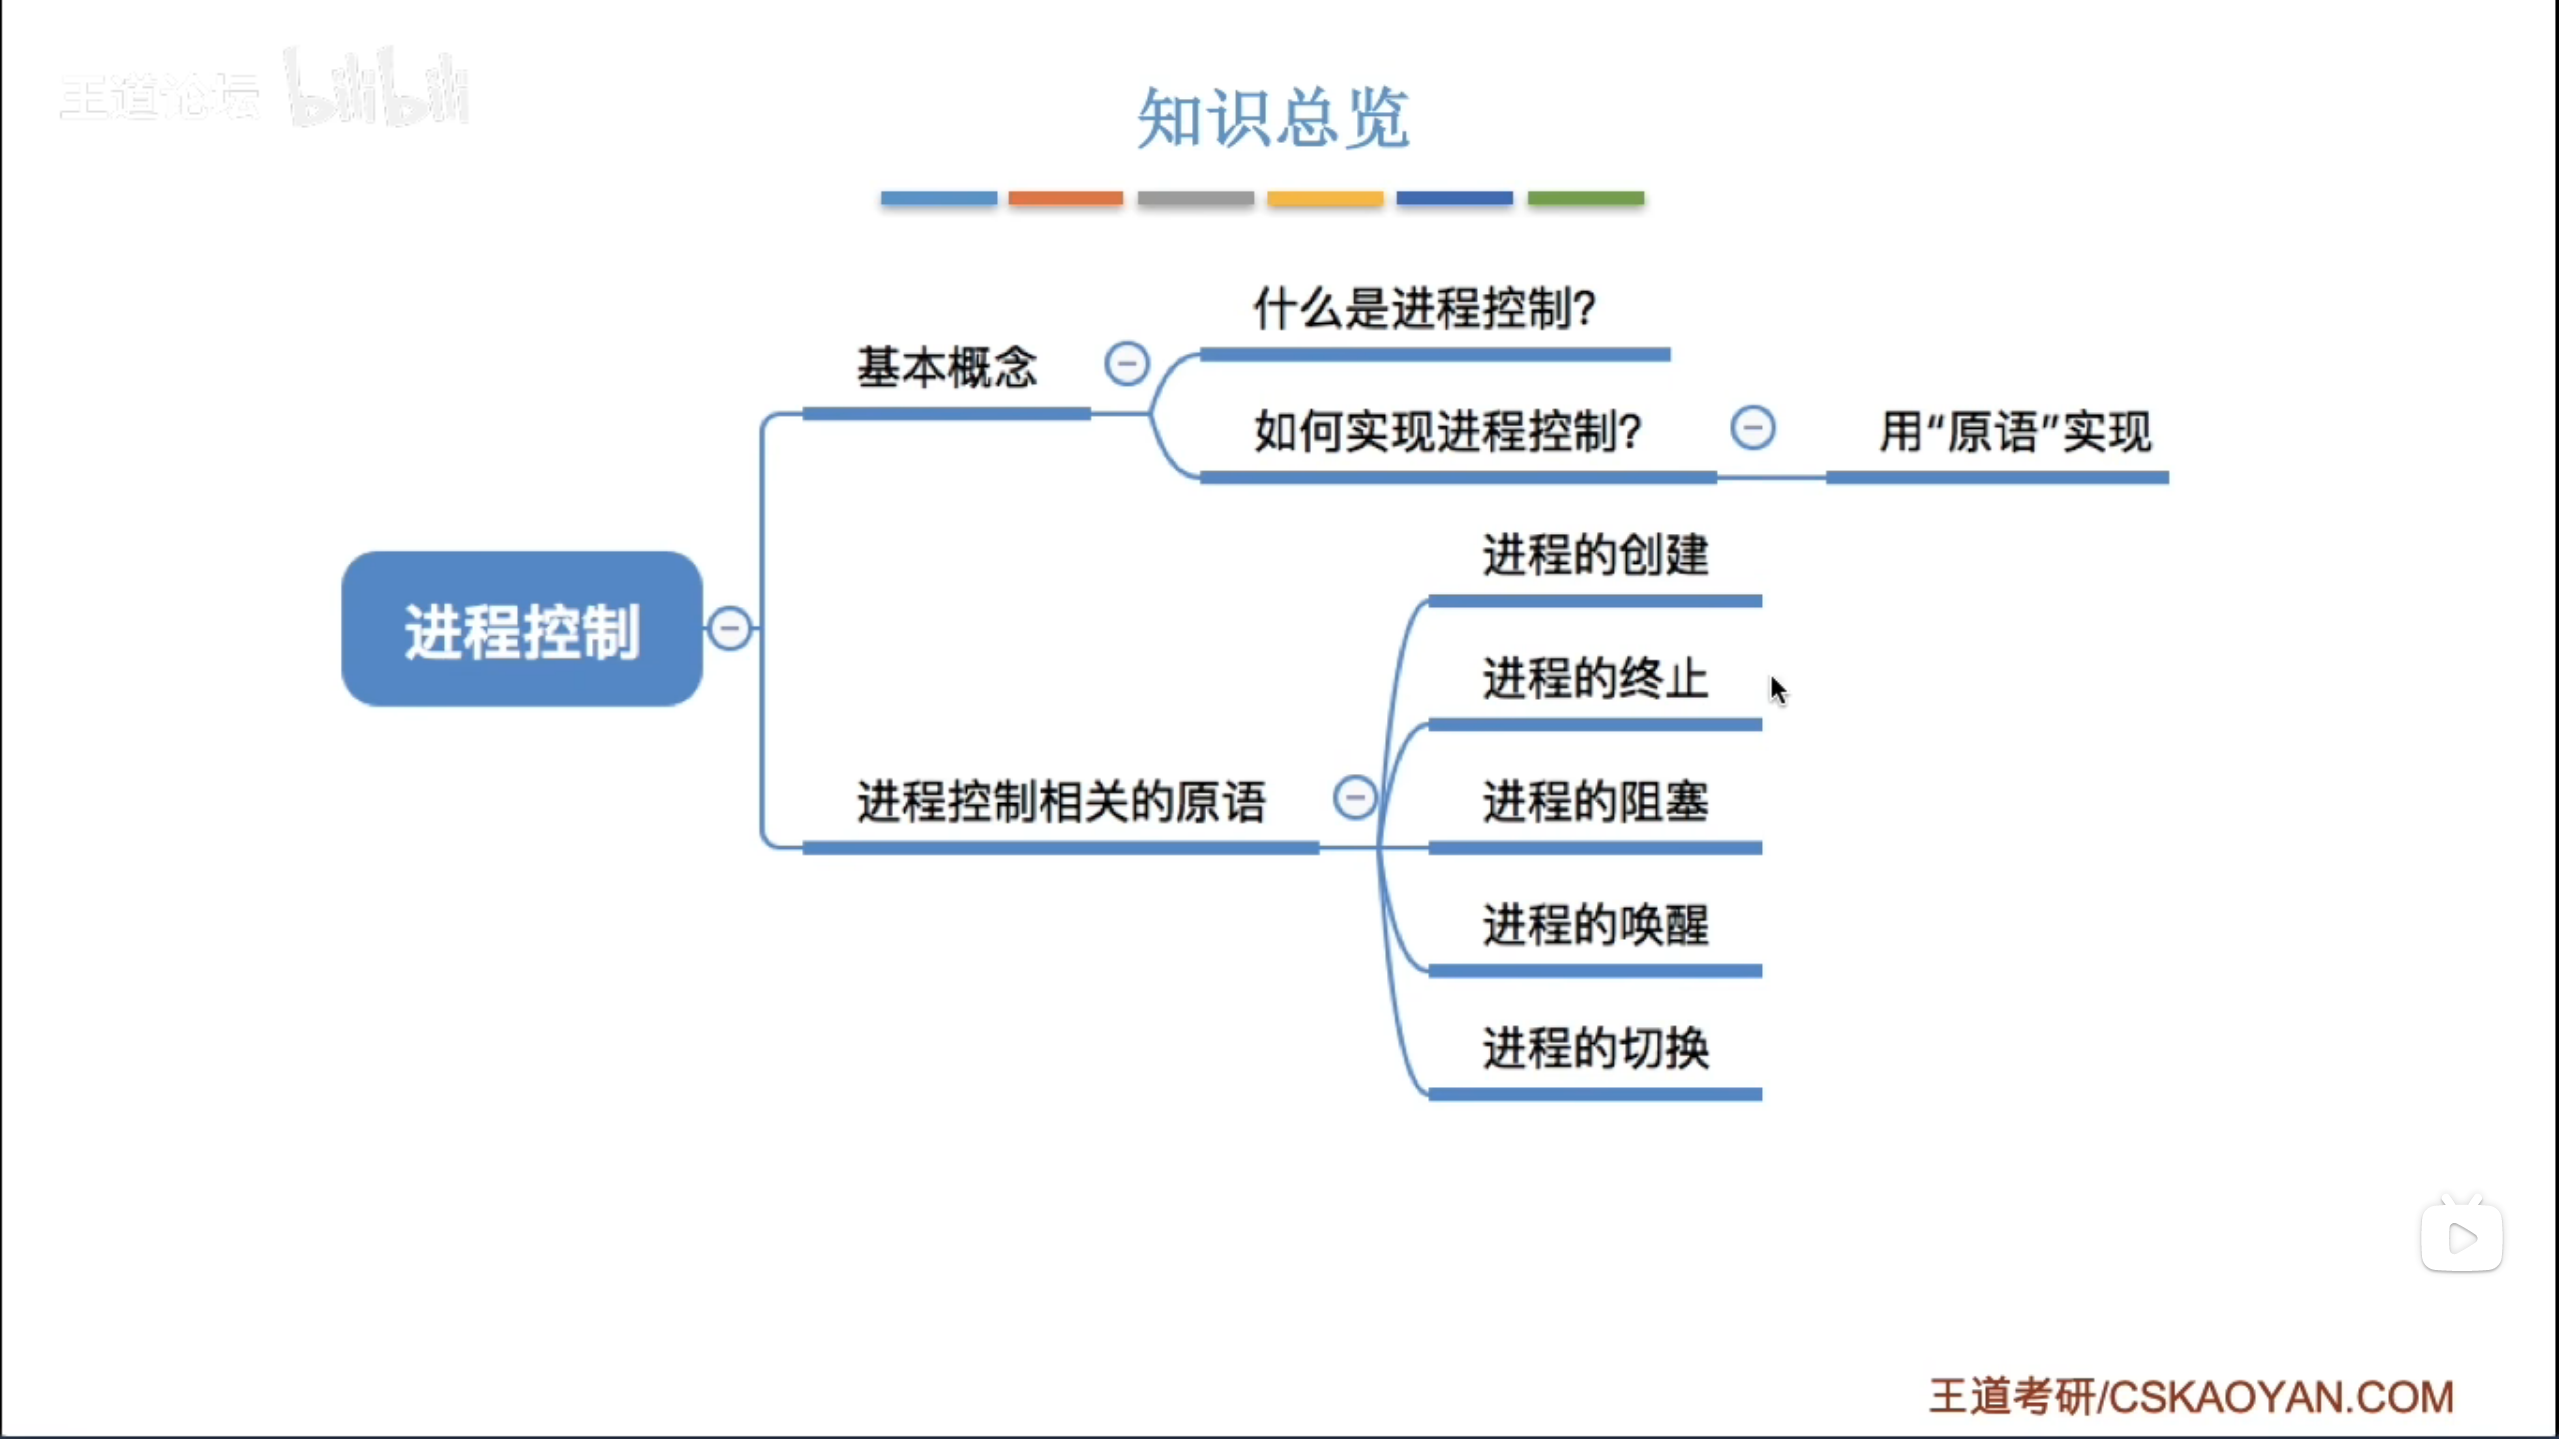 王道论坛 bilibili
知识总览
什么是进程控制?
基本概念
如何实现进程控制?
用“原语”实现
进程控制
进程的创建
进程的终止
进程控制相关的原语
进程的阻塞
进程的唤醒
进程的切换
王道考研/CSKAOYAN.COM